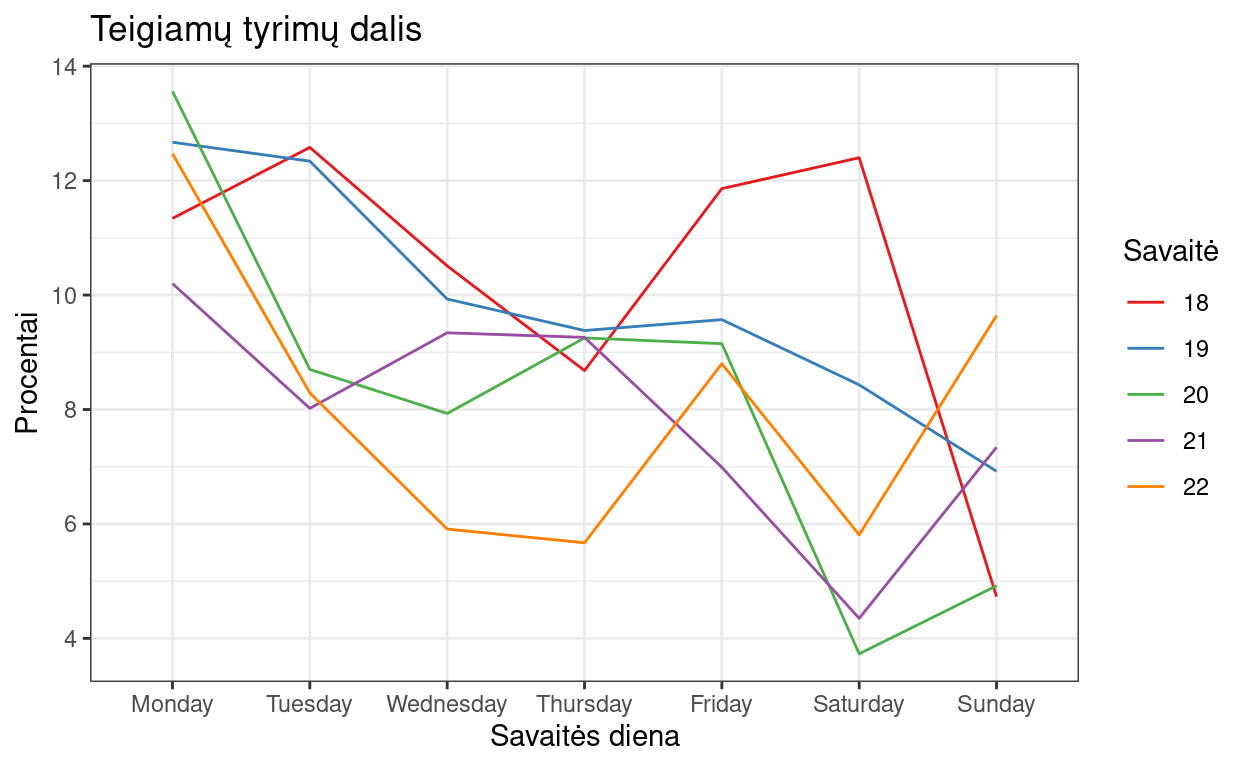 Teigiamų tyrimų dalis
Procentai
14
12
10
8
6
4
Monday Tuesday Wednesday Thursday Friday Saturday Sunday
Savaitės diena
Savaitė
18
19
20
21
22